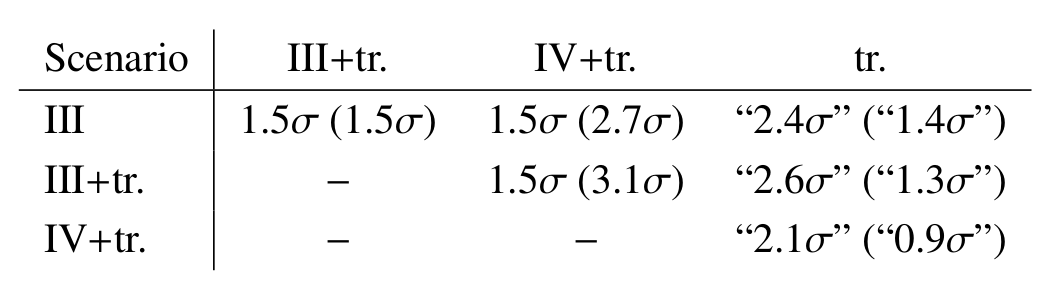 Scenario III+tr. IV+tr. tr.
III 1.5σ (1.5σ) 1.5σ (2.7σ) “2.4σ” (“1.4σ”)
III+tr. – 1.5σ (3.1σ) “2.6σ” (“1.3σ”)
IV+tr. – – “2.1σ” (“0.9σ”)